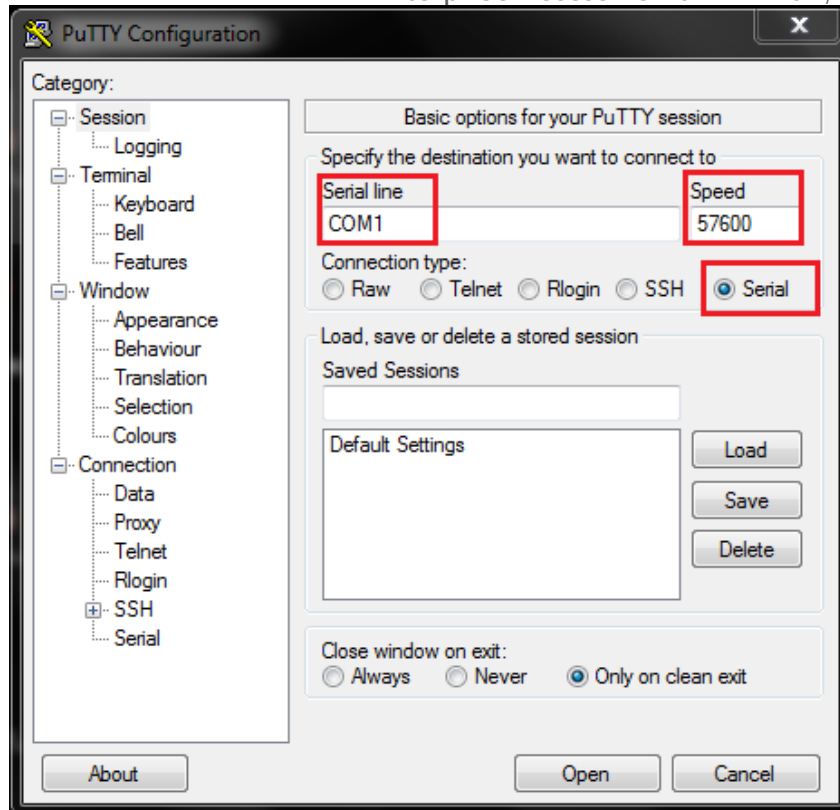 PuTTY Configuration
x
Category:
Session
Logging
Terminal
Keyboard
Bell
Features
Window
Appearance
Behaviour
Translation
Selection
Colours
Connection
Data
Proxy
Telnet
Rlogin
SSH
Serial
Basic options for your PuTTY session
Specify the destination you want to connect to
Serial line Speed
COM1 57600
Connection type:
Raw Telnet Rlogin SSH Serial
Load, save or delete a stored session
Saved Sessions
Default Settings
Load
Save
Delete
Close window on exit:
Always Never Only on clean exit
About Open Cancel